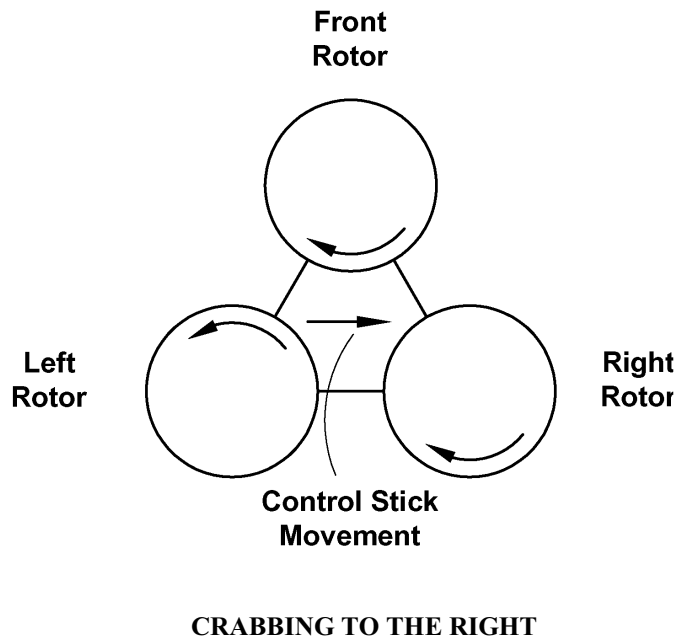 Front
Rotor
Left
Rotor
Right
Rotor
Control Stick
Movement
CRABBING TO THE RIGHT